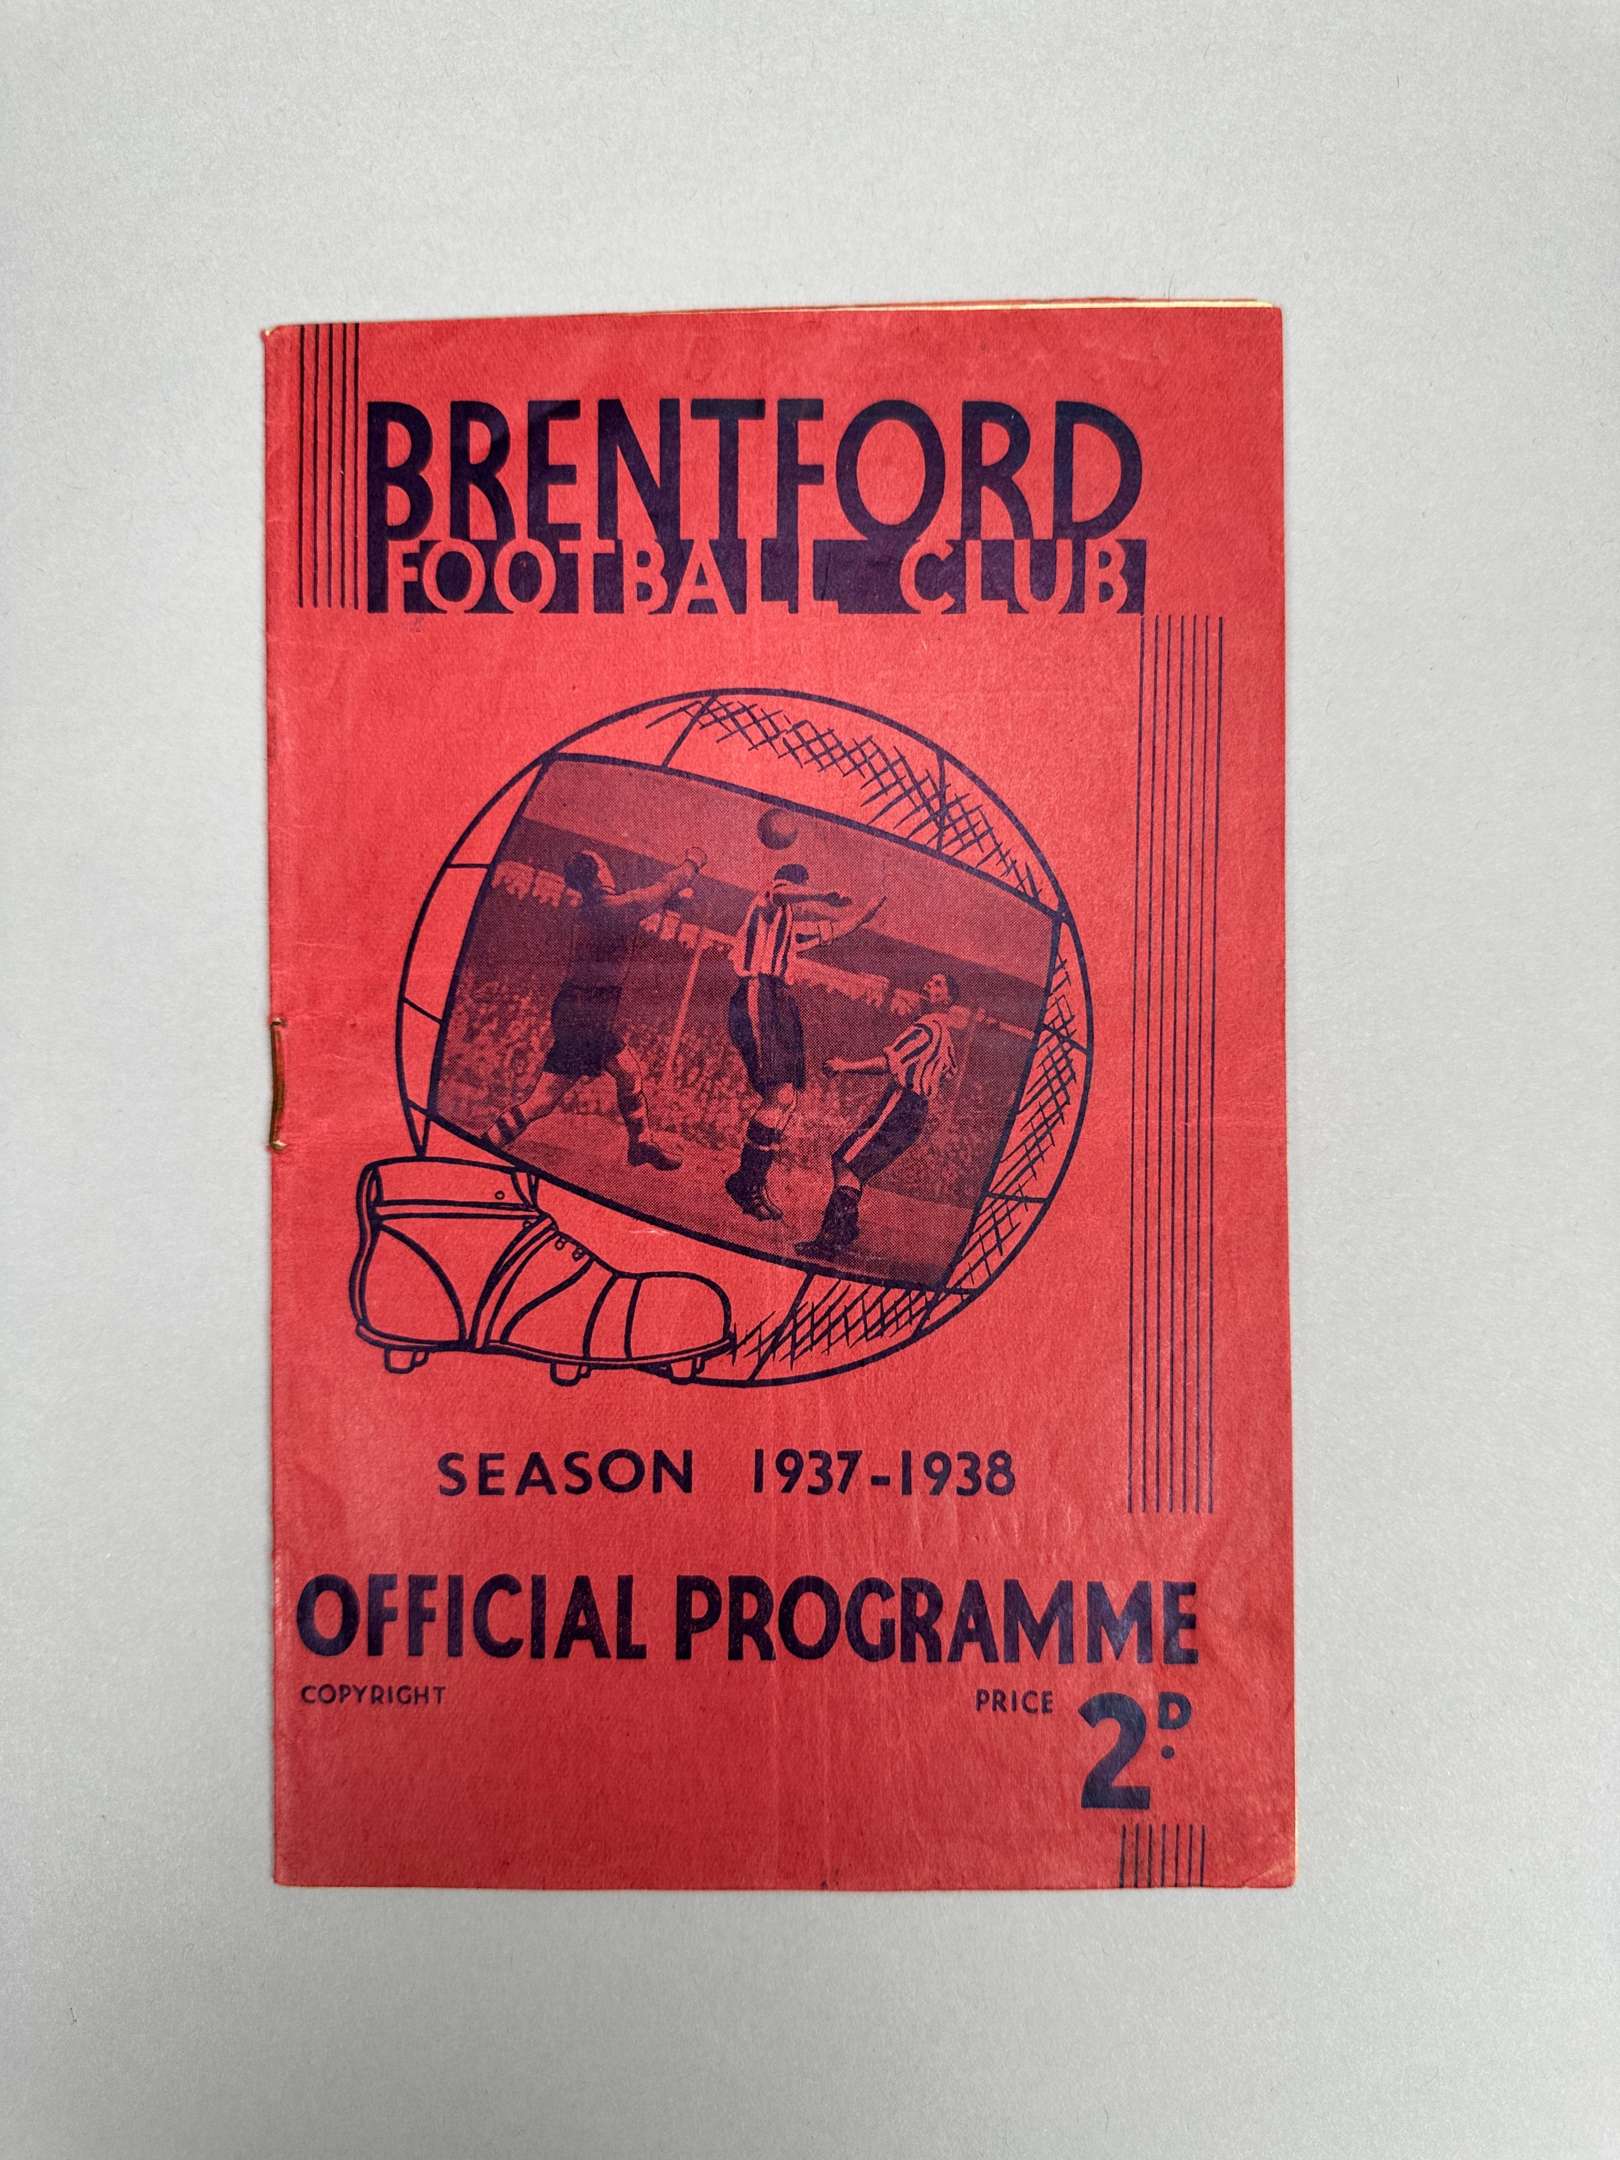 BRENTFORD
FOOTBALL CLUB
SEASON 1937-1938
OFFICIAL PROGRAMME
COPYRIGHT PRICE 2D.